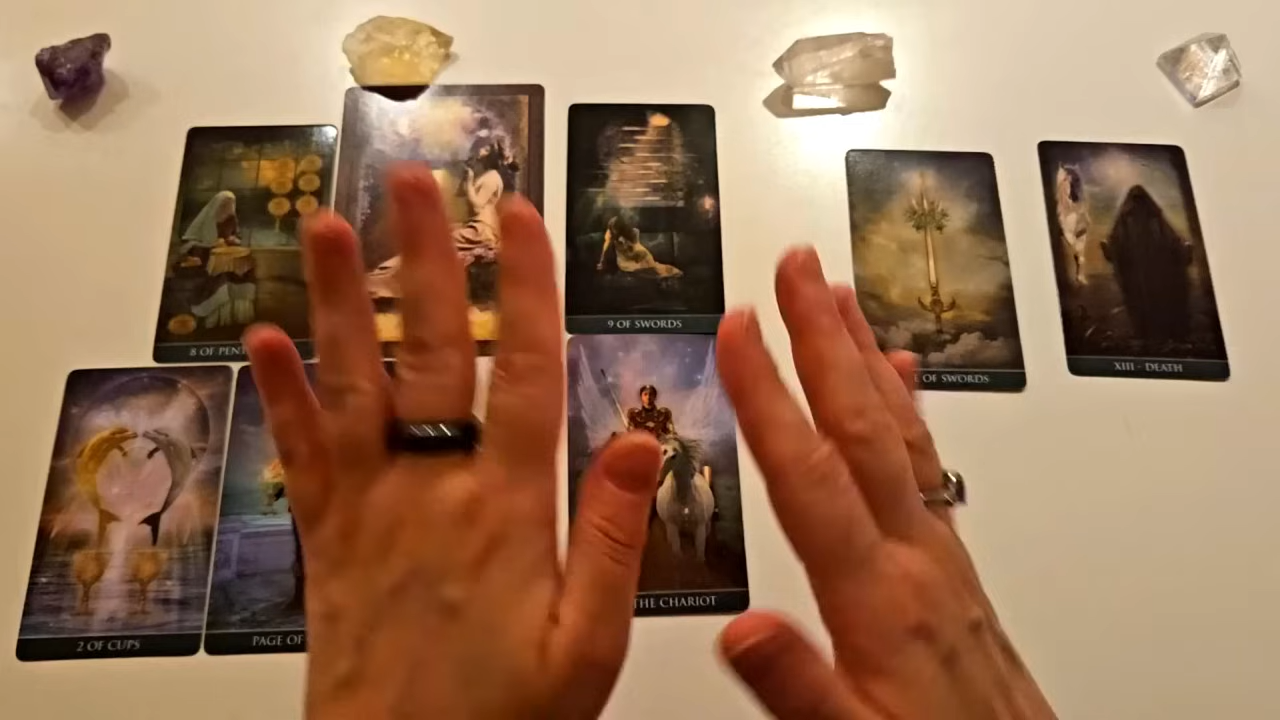 8 OF PEN
9 OF SWORDS
OF SWORDS
XIII - DEATH
2 OF CUPS
PAGE OF
THE CHARIOT